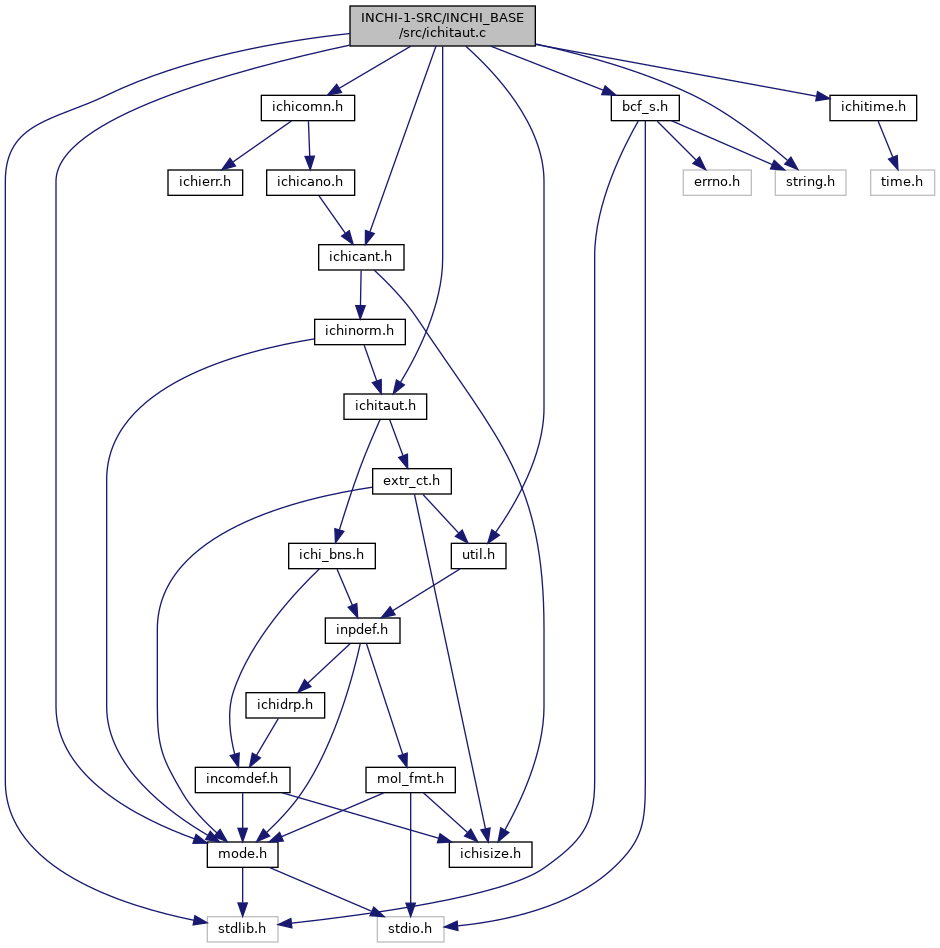 INCHI-1-SRC/INCHI_BASE
/src/ichitaut.c
ichicomn.h
bcf_s.h
ichitime.h
ichierr.h
ichicano.h
errno.h
string.h
time.h
ichicant.h
ichinorm.h
ichitaut.h
extr_ct.h
ichi_bns.h
util.h
inpdef.h
ichidrp.h
incomdef.h
mol_fmt.h
mode.h
ichisize.h
stdlib.h
stdio.h